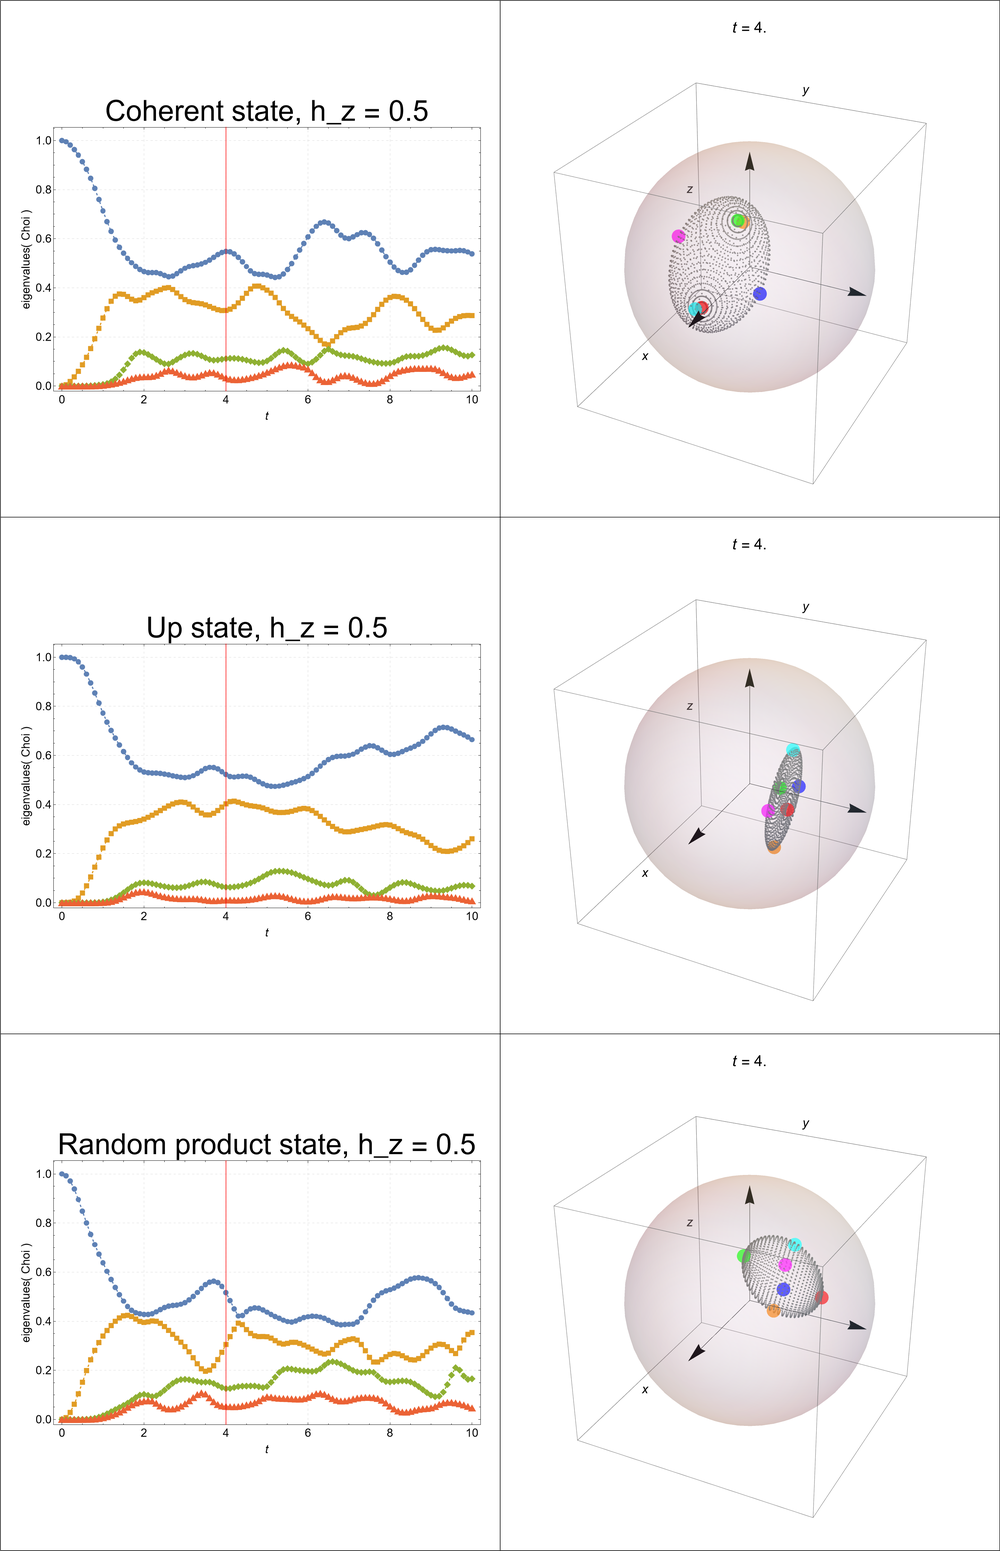 Coherent state, h_z = 0.5
eigenvalues( Choi )
1.0
0.8
0.6
0.4
0.2
0.0
0 2 4 6 8 10
t
t = 4.
y
z
x
Up state, h_z = 0.5
eigenvalues( Choi )
1.0
0.8
0.6
0.4
0.2
0.0
0 2 4 6 8 10
t
t = 4.
y
z
x
Random product state, h_z = 0.5
eigenvalues( Choi )
1.0
0.8
0.6
0.4
0.2
0.0
0 2 4 6 8 10
t
t = 4.
y
z
x